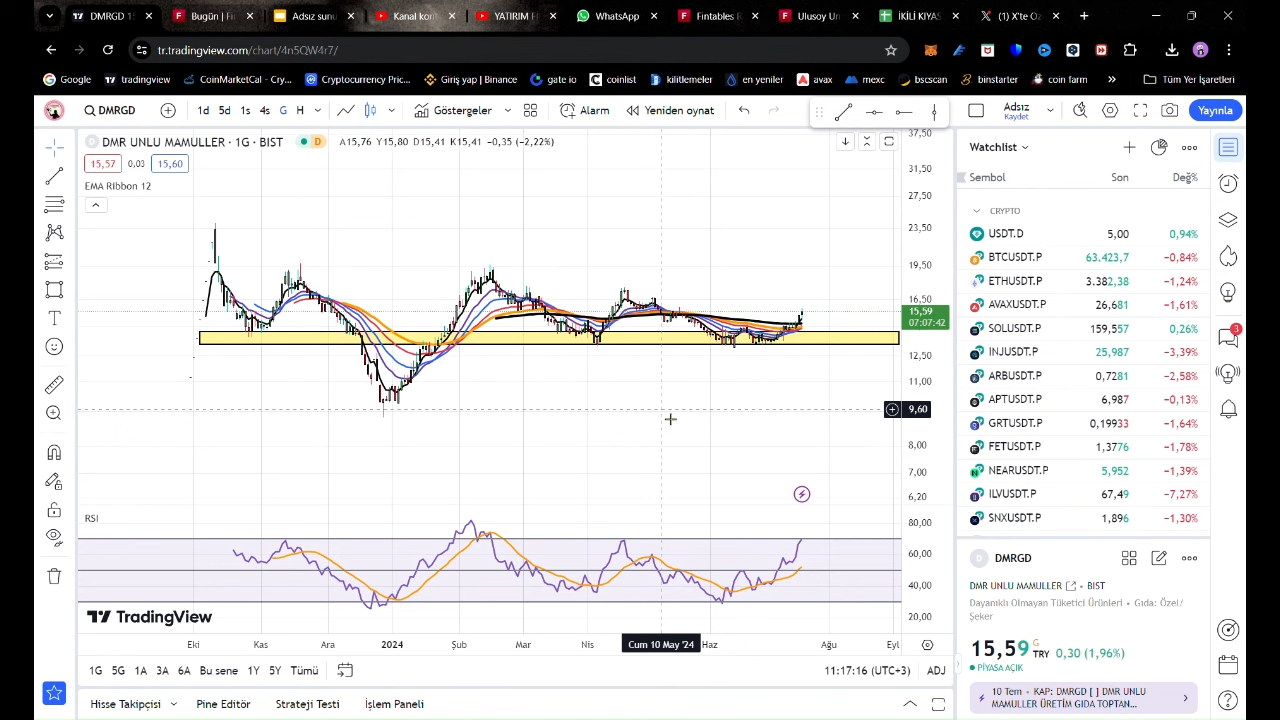 DMRGD 15
Bugün | Fin
Adsız sunu
Kanal kont
YATIRIM F
WhatsApp
Fintables R
Ulusoy Un
İKİLİ KIYAS
(1) X'te Oz
tr.tradingview.com/chart/4n5QW4r7/
Google
tradingview
CoinMarketCal - Cry...
Cryptocurrency Pric...
Giriş yap | Binance
gate io
coinlist
kilitlemeler
en yeniler
avax
mexc
bscscan
binstarter
coin farm
Tüm Yer İşaretleri
DMRGD
1d 5d 1s 4s G H
Göstergeler
Alarm
Yeniden oynat
Adsız
Kaydet
Yayınla
DMR UNLU MAMULLER · 1G · BIST
D
A15,76 Y15,80 D15,41 K15,41 −0,35 (−2,22%)
15,57 0,03 15,60
EMA Ribbon 12
37,50
31,50
27,50
23,50
19,50
16,50
15,59
07:07:42
12,50
11,00
9,60
8,00
7,00
6,20
RSI
80,00
60,00
40,00
20,00
TradingView
Eki Kas Ara 2024 Şub Mar Nis Cum 10 May '24 Haz Ağu Eyl
1G 5G 1A 3A 6A Bu sene 1Y 5Y Tümü
11:17:16 (UTC+3) ADJ
Hisse Takipçisi Pine Editör Strateji Testi İşlem Paneli
Watchlist
Sembol Son Değ%
CRYPTO
USDT.D 5,00 0,94%
BTCUSDT.P 63.423,7 −0,84%
ETHUSDT.P 3.382,38 −1,24%
AVAXUSDT.P 26,681 −1,61%
SOLUSDT.P 159,557 0,26%
INJUSDT.P 25,987 −3,39%
ARBUSDT.P 0,7281 −2,58%
APTUSDT.P 6,987 −0,13%
GRTUSDT.P 0,19933 −1,64%
FETUSDT.P 1,3776 −1,78%
NEARUSDT.P 5,952 −1,39%
ILVUSDT.P 67,49 −7,27%
SNXUSDT.P 1,896 −1,30%
3
D DMRGD
DMR UNLU MAMULLER · BIST
Dayanıklı Olmayan Tüketici Ürünleri • Gıda: Özel/
Şeker
15,59 G TRY 0,30 (1,96%)
PİYASA AÇIK
10 Tem • KAP: DMRGD [ ] DMR UNLU
MAMULLER ÜRETİM GIDA TOPTAN...